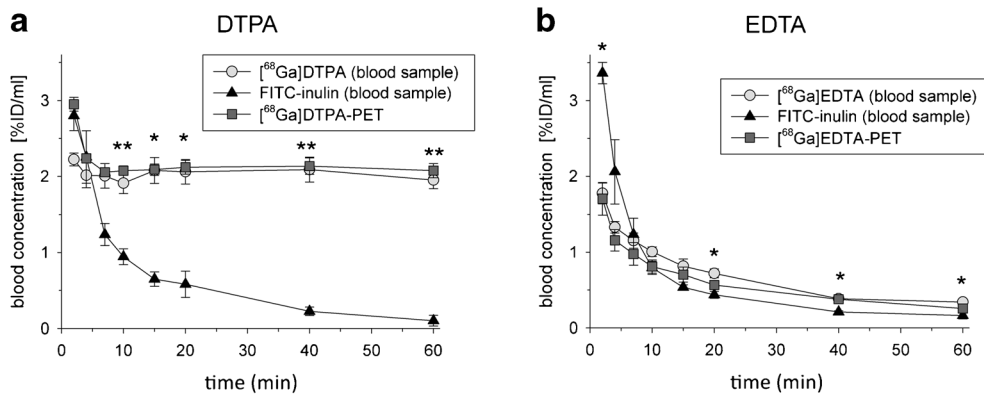 a
DTPA
[⁶⁸Ga]DTPA (blood sample)
FITC-inulin (blood sample)
[⁶⁸Ga]DTPA-PET
blood concentration [%ID/ml]
3
2
1
0
** * * ** **
0 10 20 30 40 50 60
time (min)
b
EDTA
[⁶⁸Ga]EDTA (blood sample)
FITC-inulin (blood sample)
[⁶⁸Ga]EDTA-PET
blood concentration [%ID/ml]
3
2
1
0
* * * *
0 10 20 30 40 50 60
time (min)